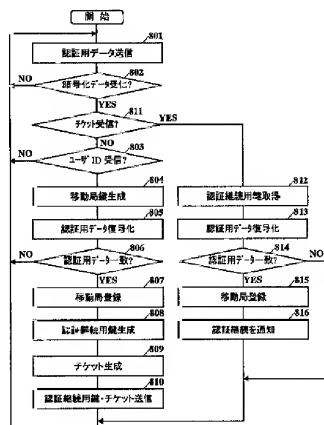 開始
801
認証用データ送信
802
暗号化データ受信?
NO
YES
811
チケット受信?
YES
NO
803
ユーザID受信?
NO
YES
804
移動局鍵生成
805
認証用データ復号化
806
認証用データ一致?
NO
YES
807
移動局登録
808
認証継続用鍵生成
809
チケット生成
810
認証継続用鍵・チケット送信
812
認証継続用鍵取得
813
認証用データ復号化
814
認証用データ一致?
NO
YES
815
移動局登録
816
認証継続を通知